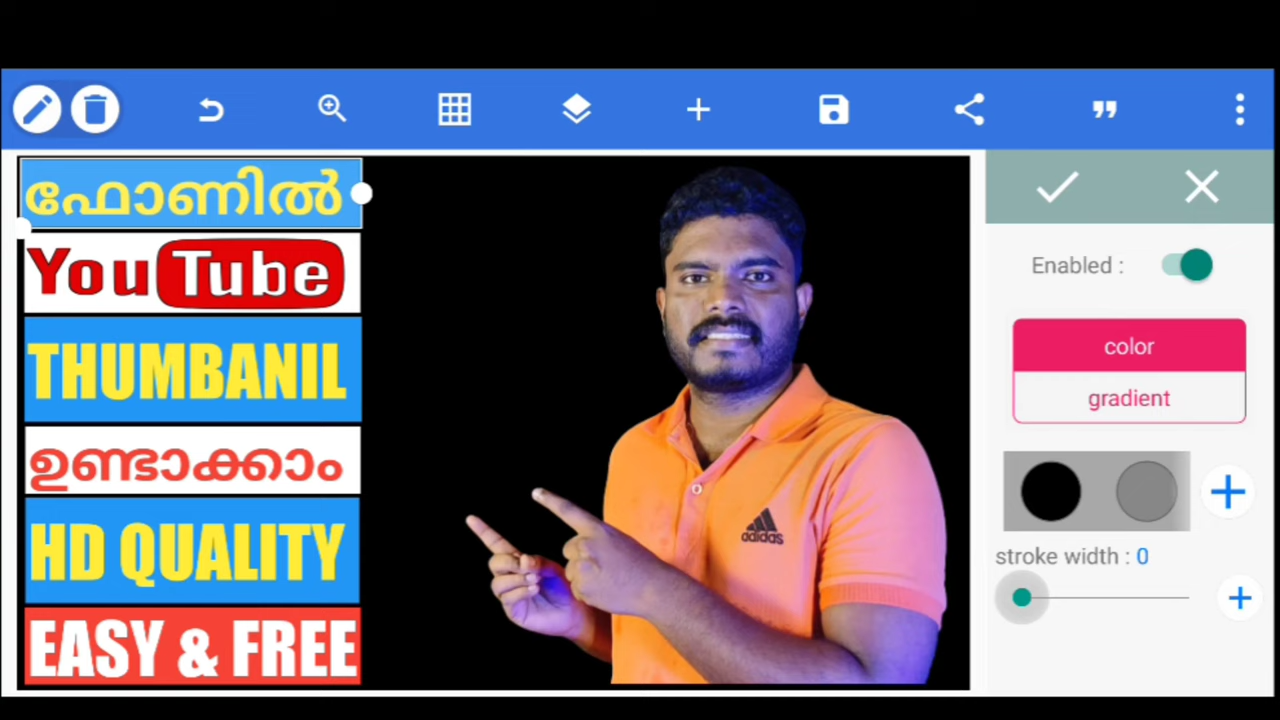 ഫോണിൽ
YouTube
THUMBANIL
ഉണ്ടാക്കാം
HD QUALITY
EASY & FREE
adidas
Enabled :
color
gradient
stroke width : 0